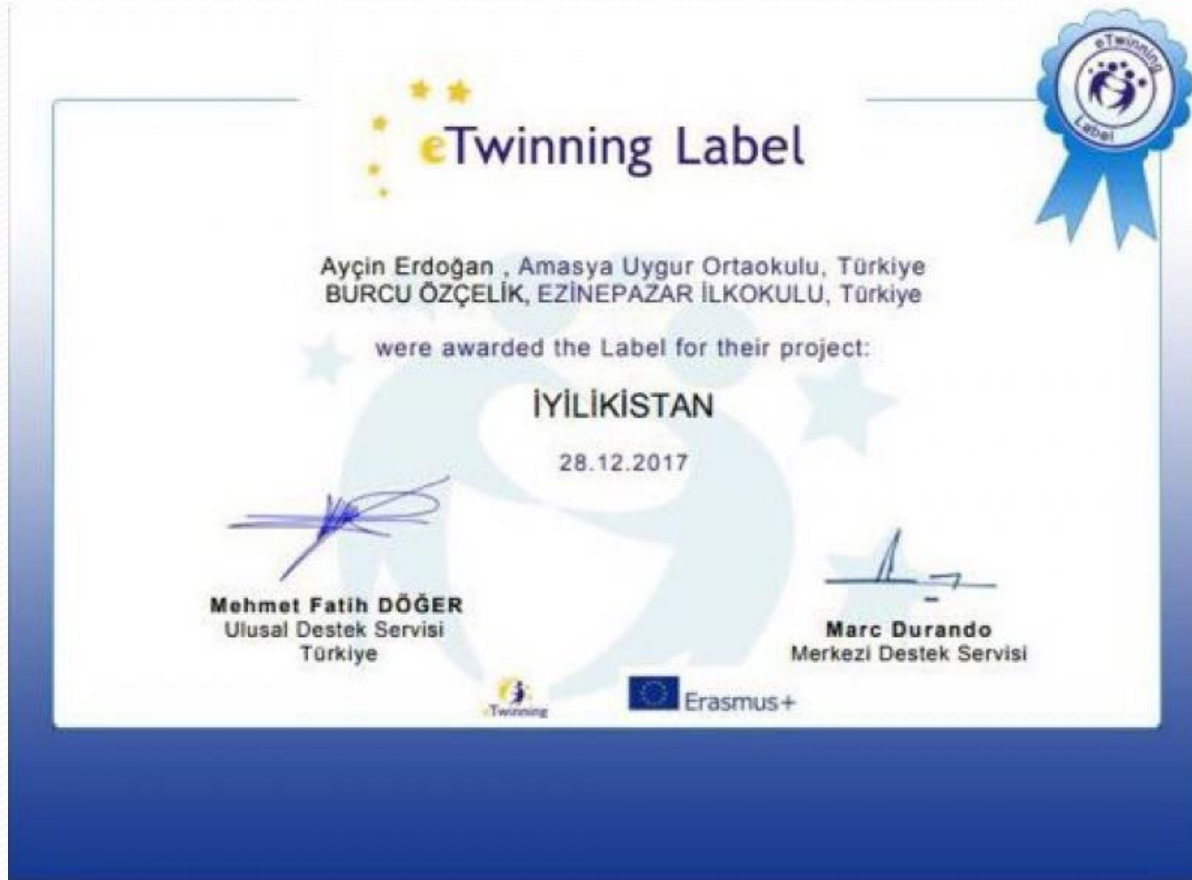 eTwinning Label
eTwinning
Label
Ayçin Erdoğan , Amasya Uygur Ortaokulu, Türkiye
BURCU ÖZÇELİK, EZİNEPAZAR İLKOKULU, Türkiye
were awarded the Label for their project:
İYİLİKİSTAN
28.12.2017
Mehmet Fatih DÖĞER
Ulusal Destek Servisi
Türkiye
Marc Durando
Merkezi Destek Servisi
eTwinning
Erasmus+